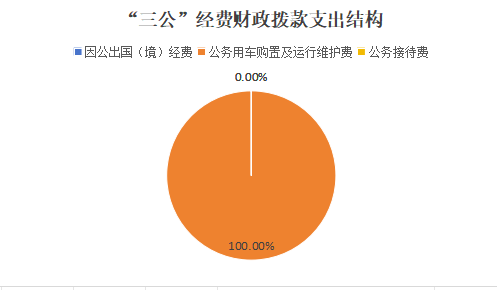 “三公”经费财政拨款支出结构
因公出国（境）经费 公务用车购置及运行维护费 公务接待费
0.00%
100.00%